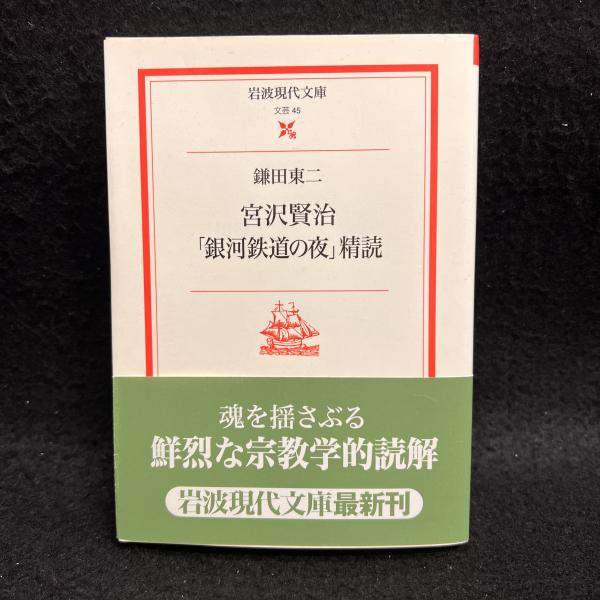 岩波現代文庫
文芸 45
鎌田東二
宮沢賢治
「銀河鉄道の夜」精読
魂を揺さぶる
鮮烈な宗教学的読解
岩波現代文庫最新刊